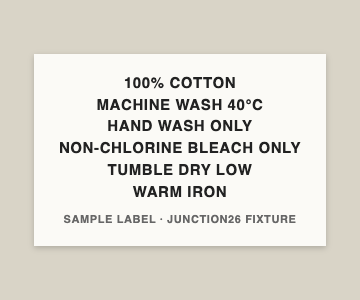 100% COTTON
MACHINE WASH 40°C
HAND WASH ONLY
NON-CHLORINE BLEACH ONLY
TUMBLE DRY LOW
WARM IRON
SAMPLE LABEL · JUNCTION26 FIXTURE